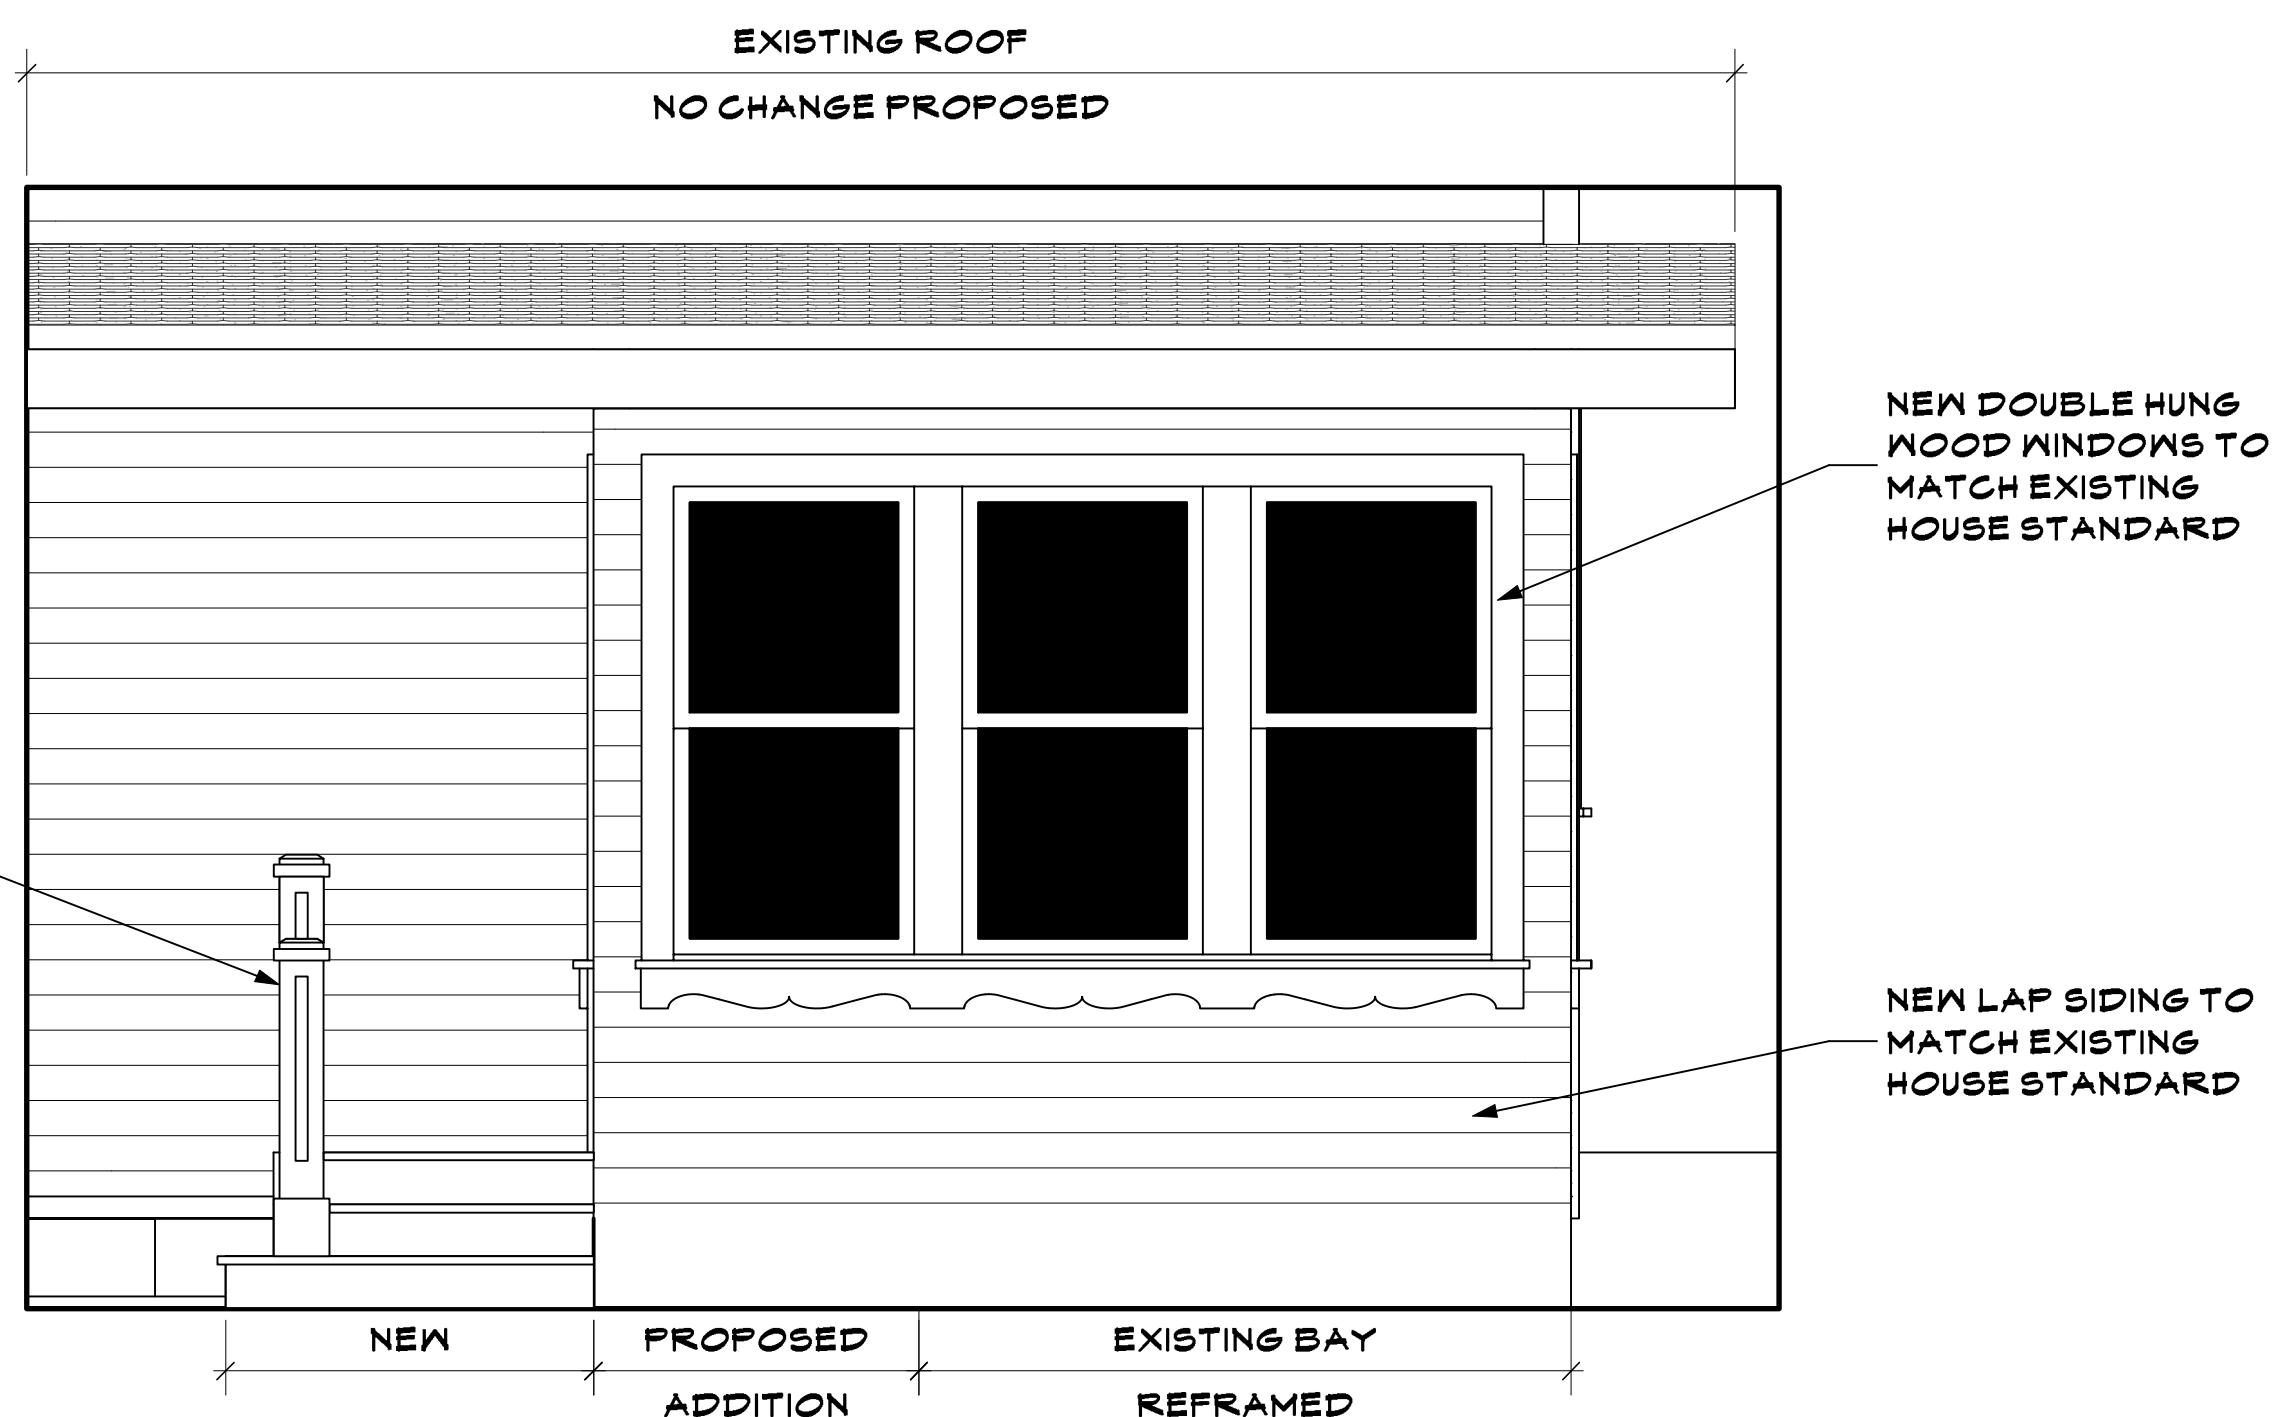 EXISTING ROOF
NO CHANGE PROPOSED
NEW DOUBLE HUNG
WOOD WINDOWS TO
MATCH EXISTING
HOUSE STANDARD
NEW LAP SIDING TO
MATCH EXISTING
HOUSE STANDARD
NEW
PROPOSED
ADDITION
EXISTING BAY
REFRAMED